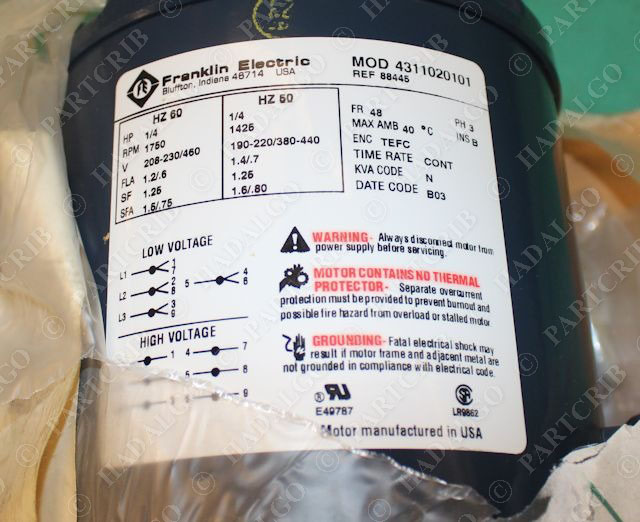 Franklin Electric
Bluffton, Indiana 46714 USA
MOD 4311020101
REF 88445
HZ 60 HZ 50
HP 1/4 1/4
RPM 1750 1425
V 208-230/460 190-220/380-440
FLA 1.2/.6 1.4/.7
SF 1.25 1.25
SFA 1.5/.75 1.6/.80
FR 48 PH 3
MAX AMB 40 °C INS B
ENC TEFC
TIME RATE CONT
KVA CODE N
DATE CODE B03
LOW VOLTAGE
L1 1 7
L2 2 8 5 4 6
L3 3 9
HIGH VOLTAGE
1 4 7
5 8
6 9
WARNING- Always disconnect motor from
power supply before servicing.
MOTOR CONTAINS NO THERMAL
PROTECTOR- Separate overcurrent
protection must be provided to prevent burnout and
possible fire hazard from overload or stalled motor.
GROUNDING- Fatal electrical shock may
result if motor frame and adjacent metal are
not grounded in compliance with electrical code.
E49787 LR9862
Motor manufactured in USA
© PARTCRIB
© HADALGO